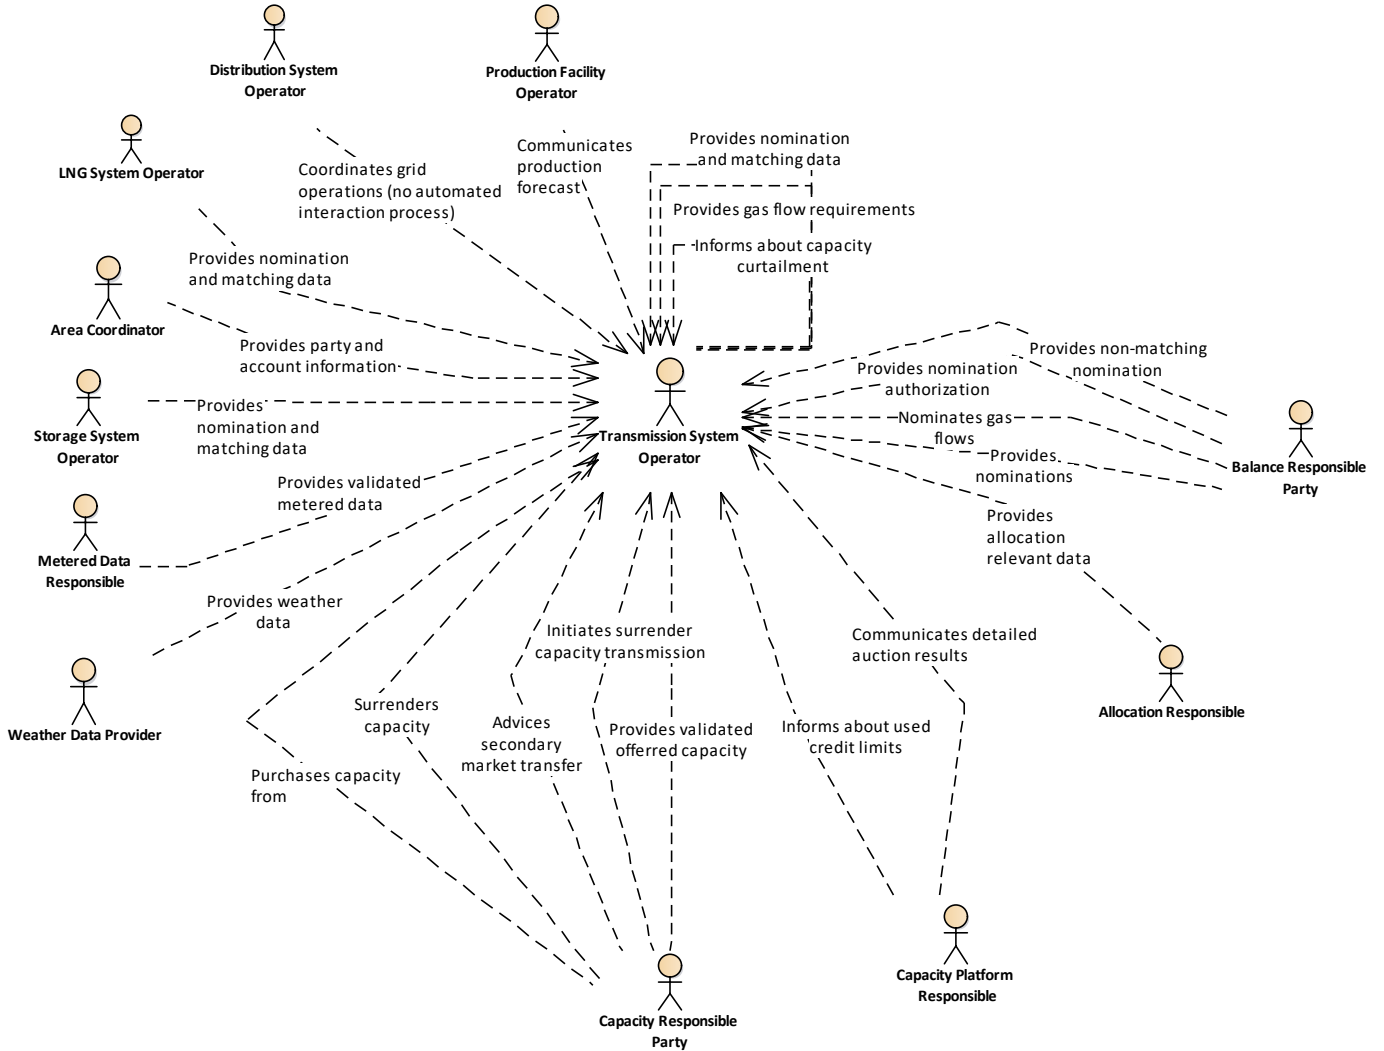 Distribution System
Operator
Production Facility
Operator
LNG System Operator
Coordinates grid
operations (no automated
interaction process)
Communicates
production
forecast
Provides nomination
and matching data
Provides gas flow requirements
Informs about capacity
curtailment
Provides nomination
and matching data
Area Coordinator
Provides party and
account information
Storage System
Operator
Provides
nomination and
matching data
Transmission System
Operator
Provides non-matching
nomination
Provides nomination
authorization
Nominates gas
flows
Provides
nominations
Balance Responsible
Party
Provides validated
metered data
Metered Data
Responsible
Provides
allocation
relevant data
Provides weather
data
Weather Data Provider
Initiates surrender
capacity transmission
Communicates detailed
auction results
Allocation Responsible
Surrenders
capacity
Advices
secondary
market transfer
Provides validated
offerred capacity
Informs about used
credit limits
Purchases capacity
from
Capacity Platform
Responsible
Capacity Responsible
Party